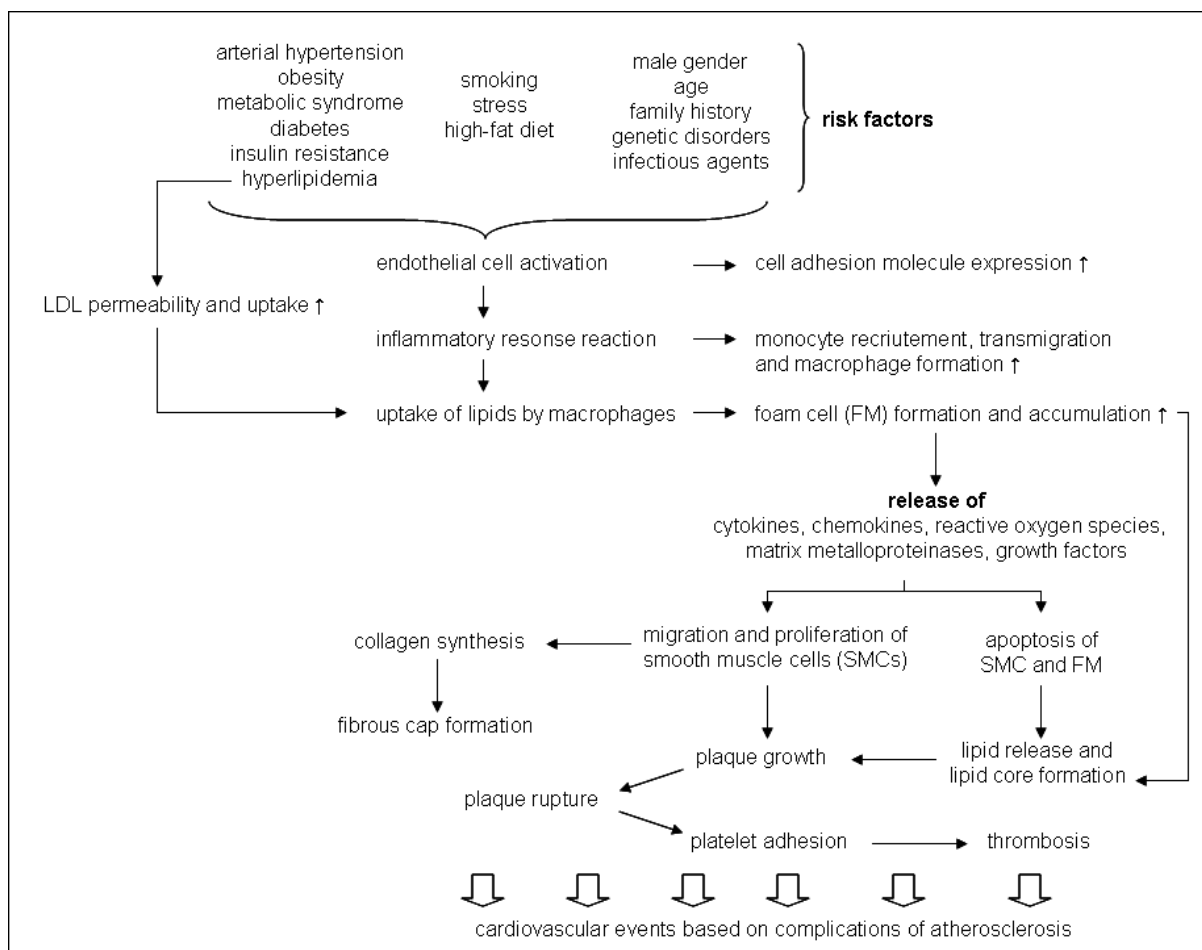 arterial hypertension
obesity
metabolic syndrome
diabetes
insulin resistance
hyperlipidemia
smoking
stress
high-fat diet
male gender
age
family history
genetic disorders
infectious agents
risk factors
endothelial cell activation
cell adhesion molecule expression ↑
LDL permeability and uptake ↑
inflammatory resonse reaction
monocyte recriutement, transmigration
and macrophage formation ↑
uptake of lipids by macrophages
foam cell (FM) formation and accumulation ↑
release of
cytokines, chemokines, reactive oxygen species,
matrix metalloproteinases, growth factors
collagen synthesis
migration and proliferation of
smooth muscle cells (SMCs)
apoptosis of
SMC and FM
fibrous cap formation
plaque growth
lipid release and
lipid core formation
plaque rupture
platelet adhesion
thrombosis
cardiovascular events based on complications of atherosclerosis